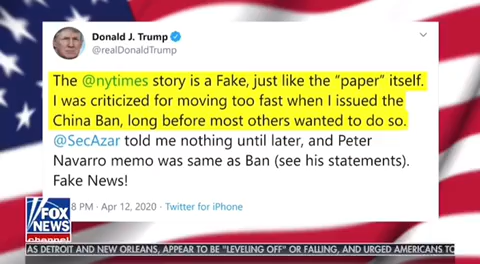 Donald J. Trump
@realDonaldTrump
The @nytimes story is a Fake, just like the “paper” itself.
I was criticized for moving too fast when I issued the
China Ban, long before most others wanted to do so.
@SecAzar told me nothing until later, and Peter
Navarro memo was same as Ban (see his statements).
Fake News!
8 PM - Apr 12, 2020 · Twitter for iPhone
FOX
NEWS
channel
AS DETROIT AND NEW ORLEANS, APPEAR TO BE "LEVELING OFF" OR FALLING, AND URGED AMERICANS TO